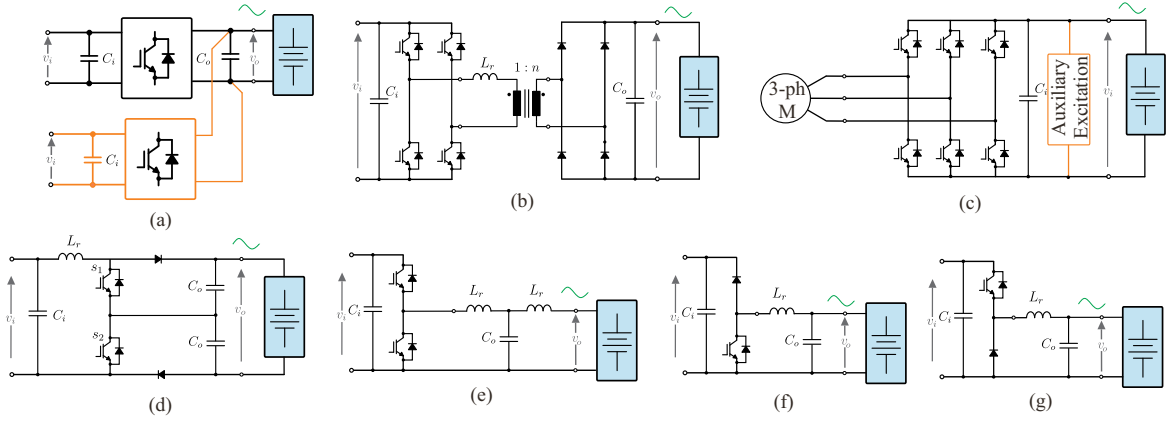 v_i
C_i
C_o
v_o
v_i
C_i
(a)
v_i
C_i
L_r
1 : n
C_o
v_o
(b)
3-ph
M
C_i
Auxiliary
Excitation
v_i
(c)
v_i
C_i
L_r
s_1
s_2
C_o
C_o
v_o
(d)
v_i
C_i
L_r
L_r
C_o
v_o
(e)
v_i
C_i
L_r
C_o
v_o
(f)
v_i
C_i
L_r
C_o
v_o
(g)